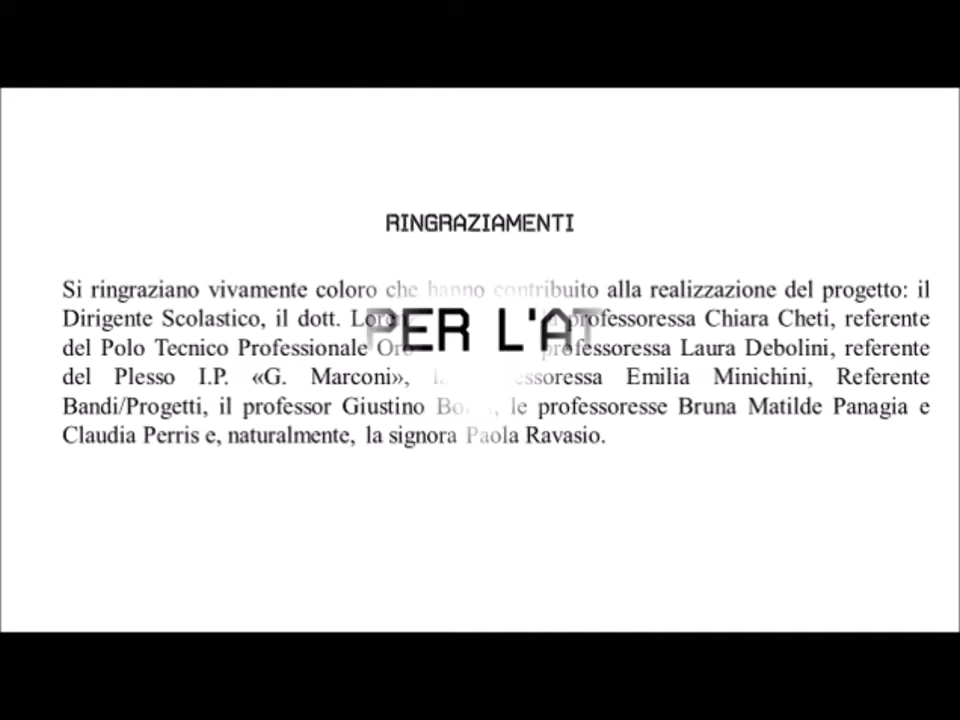 RINGRAZIAMENTI
Si ringraziano vivamente coloro che hanno contribuito alla realizzazione del progetto: il
Dirigente Scolastico, il dott. professoressa Chiara Cheti, referente
PER L'AT
del Polo Tecnico Professionale professoressa Laura Debolini, referente
del Plesso I.P. «G. Marconi», Emilia Minichini, Referente
Bandi/Progetti, il professor Giustino le professoresse Bruna Matilde Panagia e
Claudia Perris e, naturalmente, la signora Paola Ravasio.